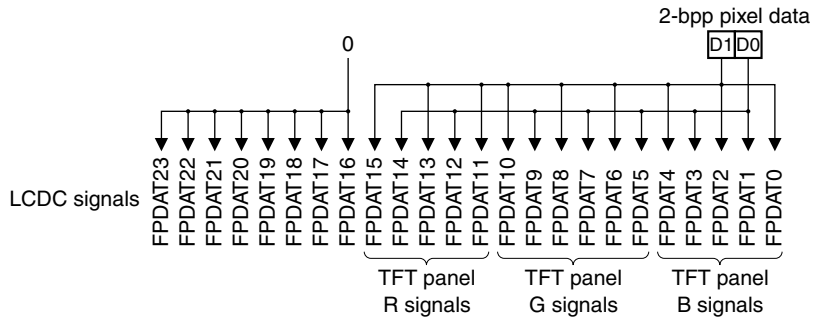 2-bpp pixel data
D1 D0
0
LCDC signals
FPDAT23
FPDAT22
FPDAT21
FPDAT20
FPDAT19
FPDAT18
FPDAT17
FPDAT16
FPDAT15
FPDAT14
FPDAT13
FPDAT12
FPDAT11
FPDAT10
FPDAT9
FPDAT8
FPDAT7
FPDAT6
FPDAT5
FPDAT4
FPDAT3
FPDAT2
FPDAT1
FPDAT0
TFT panel
R signals
TFT panel
G signals
TFT panel
B signals